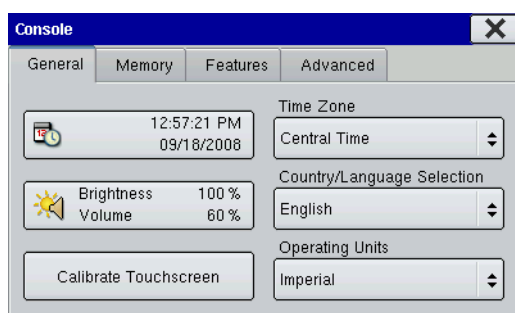 Console
General Memory Features Advanced
12:57:21 PM
09/18/2008
Time Zone
Central Time
Brightness 100 %
Volume 60 %
Country/Language Selection
English
Calibrate Touchscreen
Operating Units
Imperial